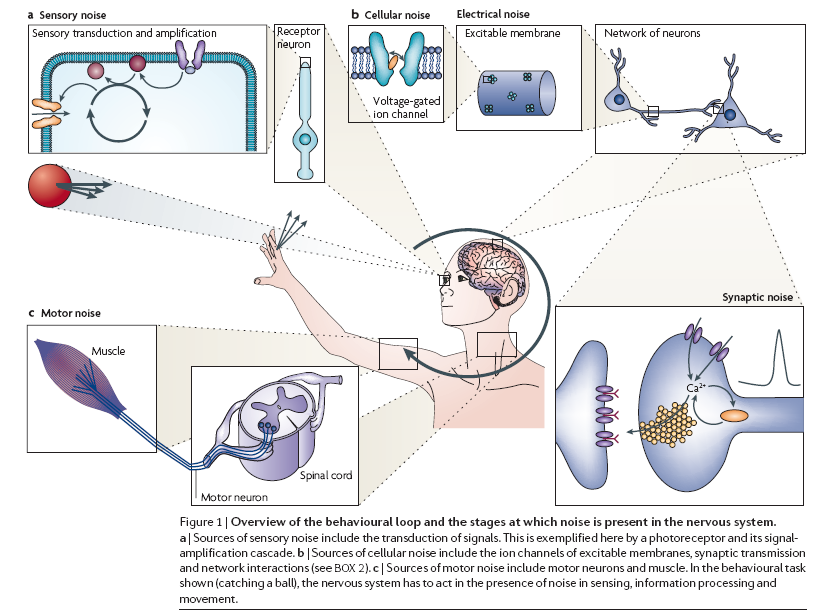 a Sensory noise
Sensory transduction and amplification
Receptor
neuron
b Cellular noise
Voltage-gated
ion channel
Electrical noise
Excitable membrane
Network of neurons
Synaptic noise
Ca2+
c Motor noise
Muscle
Spinal cord
Motor neuron
Figure 1 | Overview of the behavioural loop and the stages at which noise is present in the nervous system.
a | Sources of sensory noise include the transduction of signals. This is exemplified here by a photoreceptor and its signal-
amplification cascade. b | Sources of cellular noise include the ion channels of excitable membranes, synaptic transmission
and network interactions (see BOX 2). c | Sources of motor noise include motor neurons and muscle. In the behavioural task
shown (catching a ball), the nervous system has to act in the presence of noise in sensing, information processing and
movement.